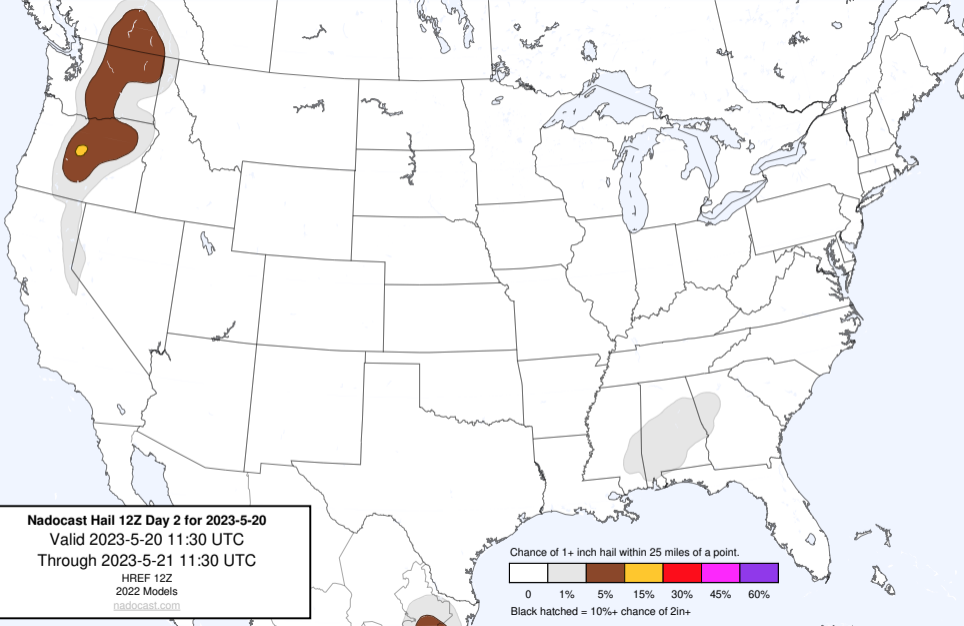 Nadocast Hail 12Z Day 2 for 2023-5-20
Valid 2023-5-20 11:30 UTC
Through 2023-5-21 11:30 UTC
HREF 12Z
2022 Models
nadocast.com
Chance of 1+ inch hail within 25 miles of a point.
0 1% 5% 15% 30% 45% 60%
Black hatched = 10%+ chance of 2in+